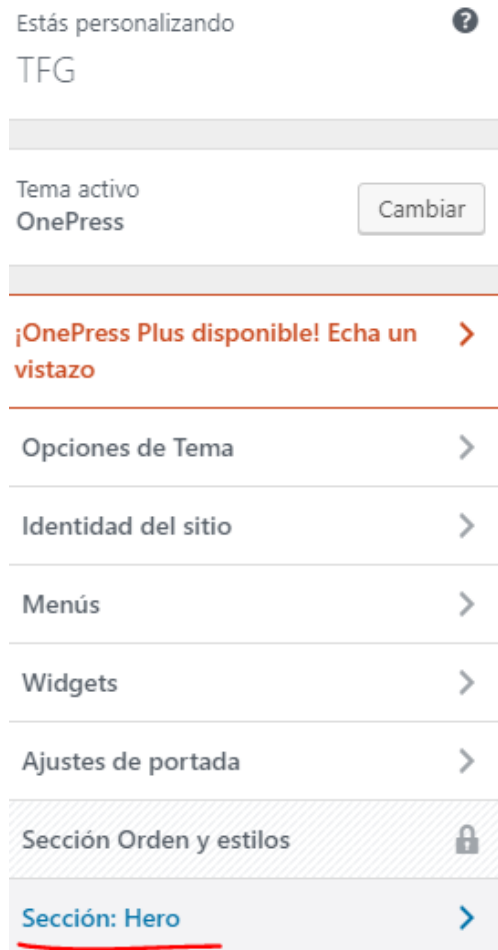 Estás personalizando
TFG
Tema activo
OnePress
Cambiar
¡OnePress Plus disponible! Echa un
vistazo
Opciones de Tema
Identidad del sitio
Menús
Widgets
Ajustes de portada
Sección Orden y estilos
Sección: Hero